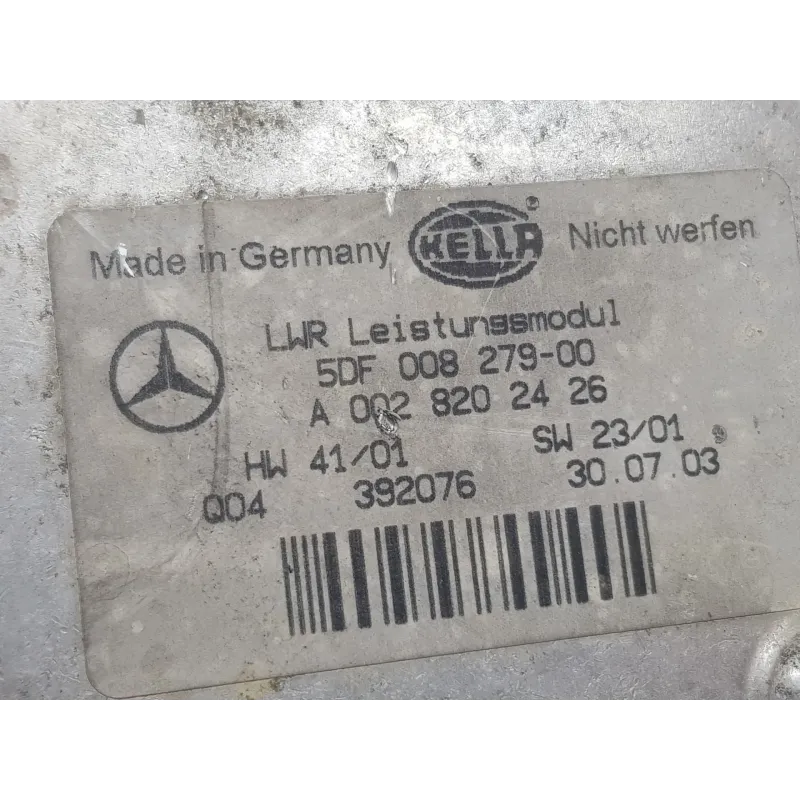 Made in Germany HELLA ® Nicht werfen
LWR Leistungsmodul
5DF 008 279-00
A 002 820 24 26
HW 41/01 SW 23/01
Q04 392076 30.07.03